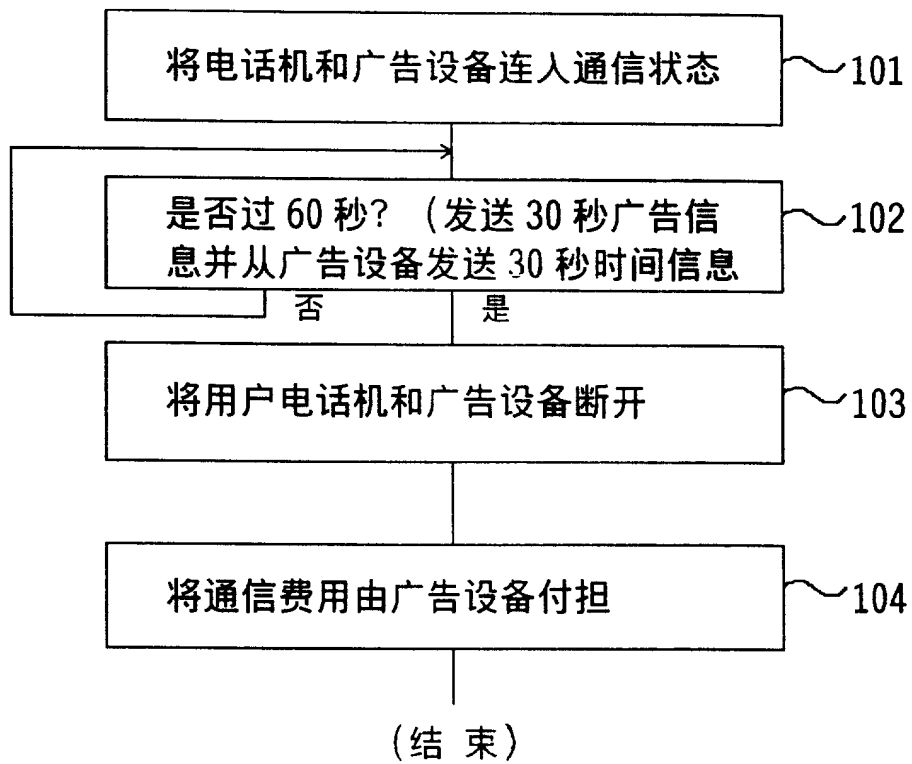 将电话机和广告设备连人通信状态
101
是否过 60 秒? (发送 30 秒广告信
息并从广告设备发送 30 秒时间信息
102
否
是
将用户电话机和广告设备断开
103
将通信费用由广告设备付担
104
(结 束)